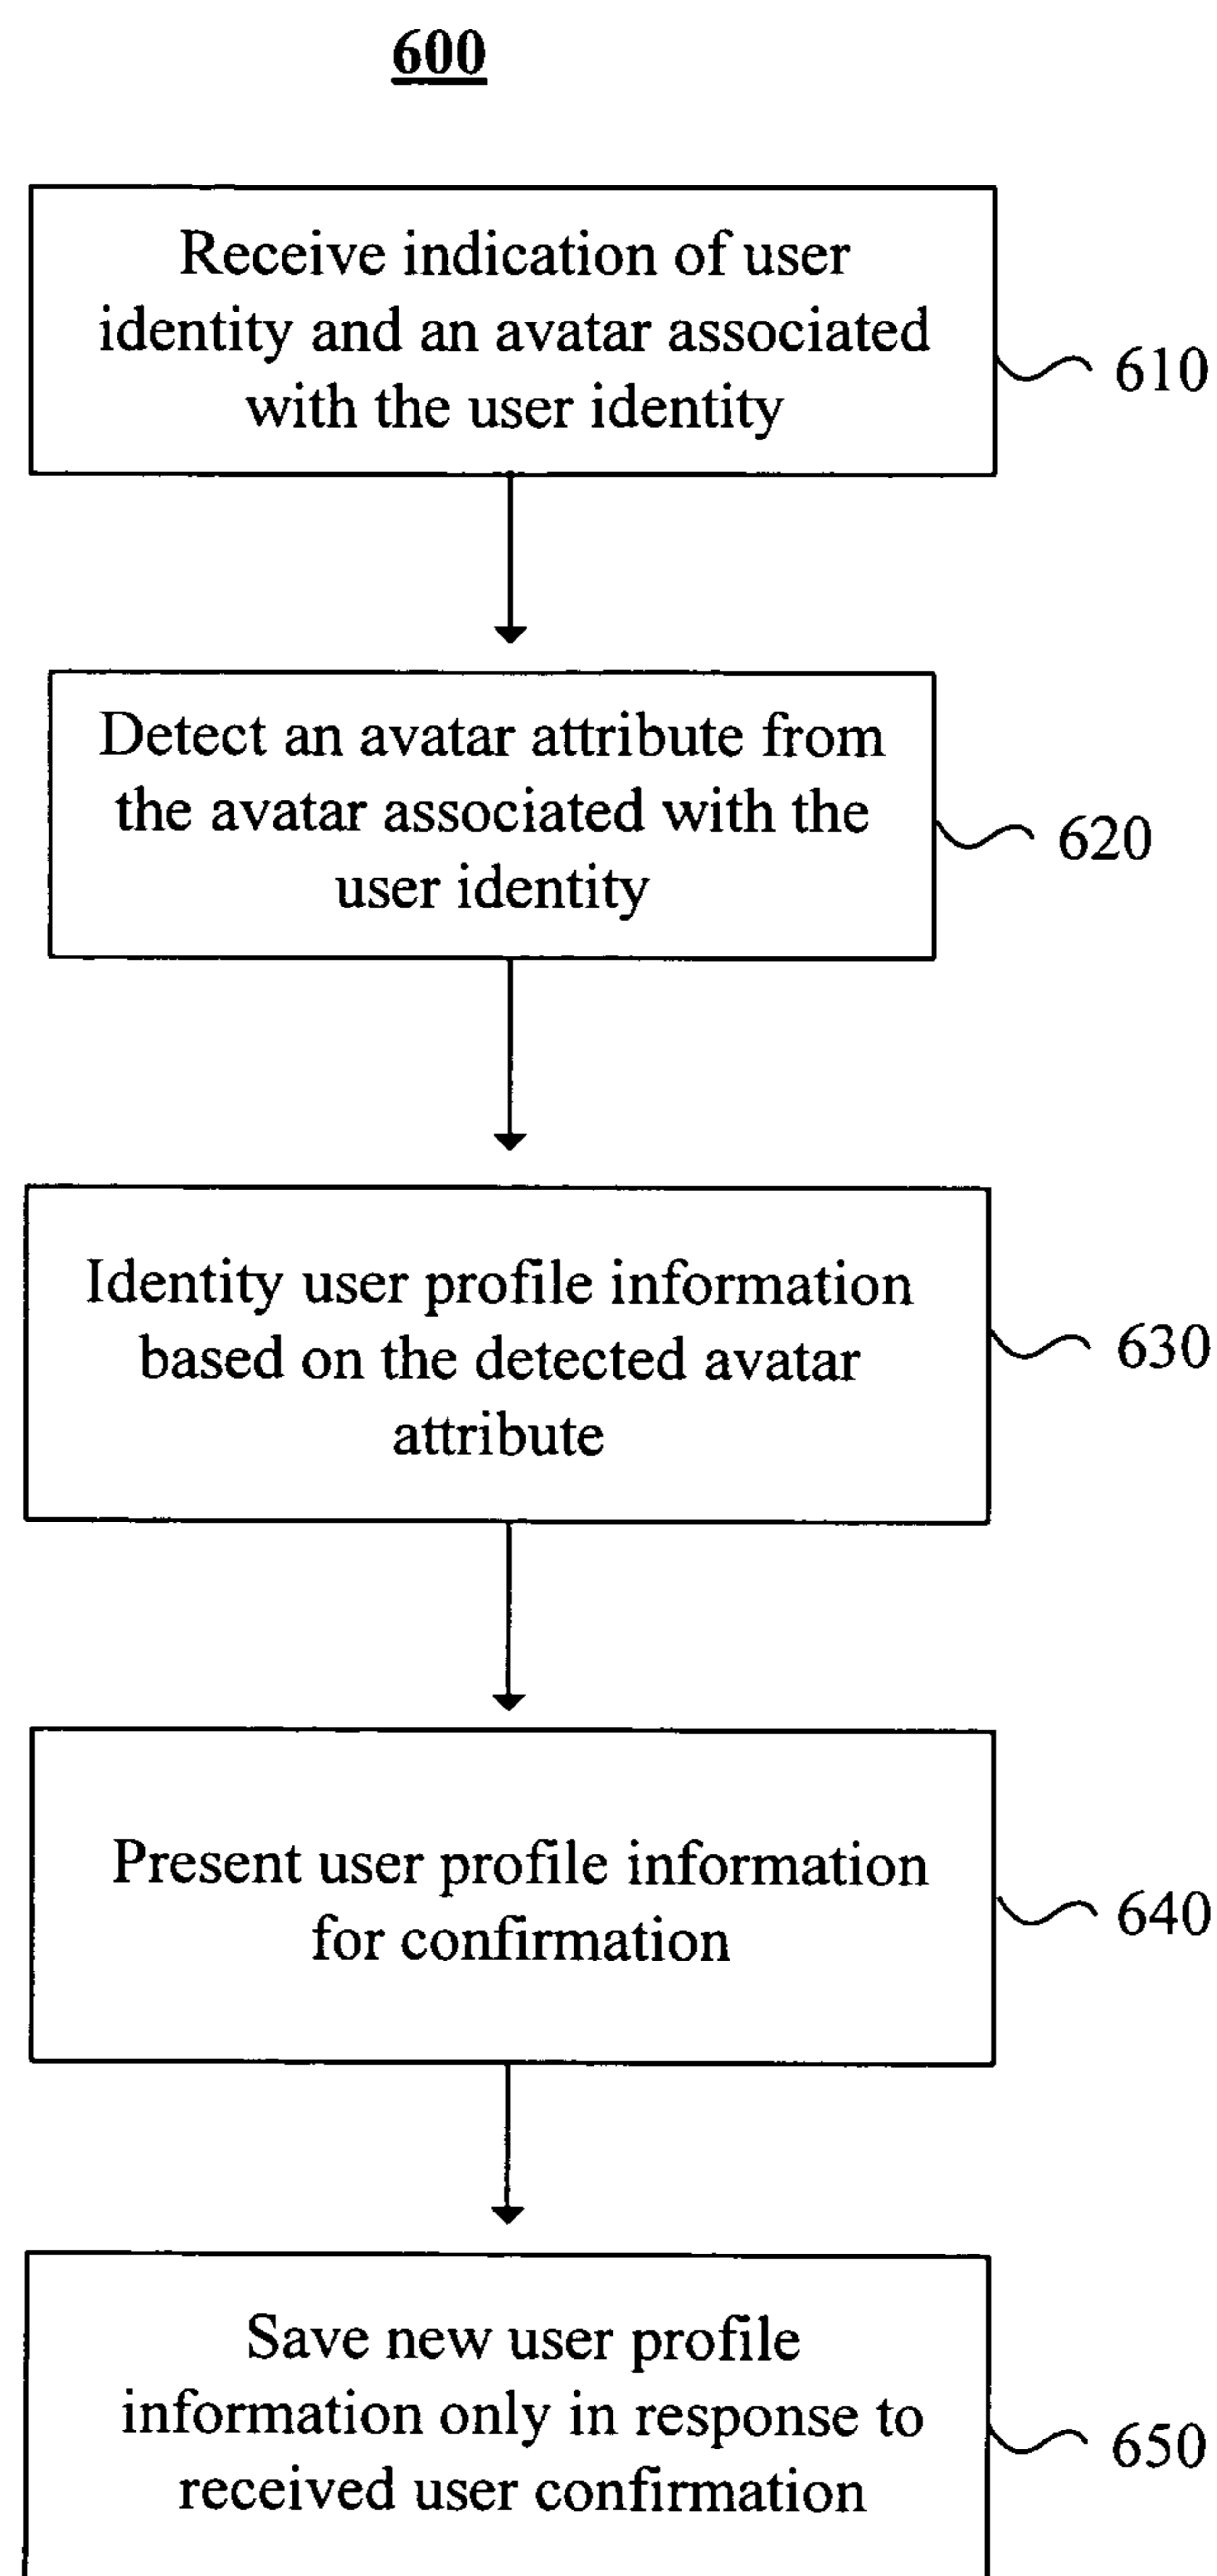 600
Receive indication of user
identity and an avatar associated
with the user identity
610
Detect an avatar attribute from
the avatar associated with the
user identity
620
Identity user profile information
based on the detected avatar
attribute
630
Present user profile information
for confirmation
640
Save new user profile
information only in response to
received user confirmation
650